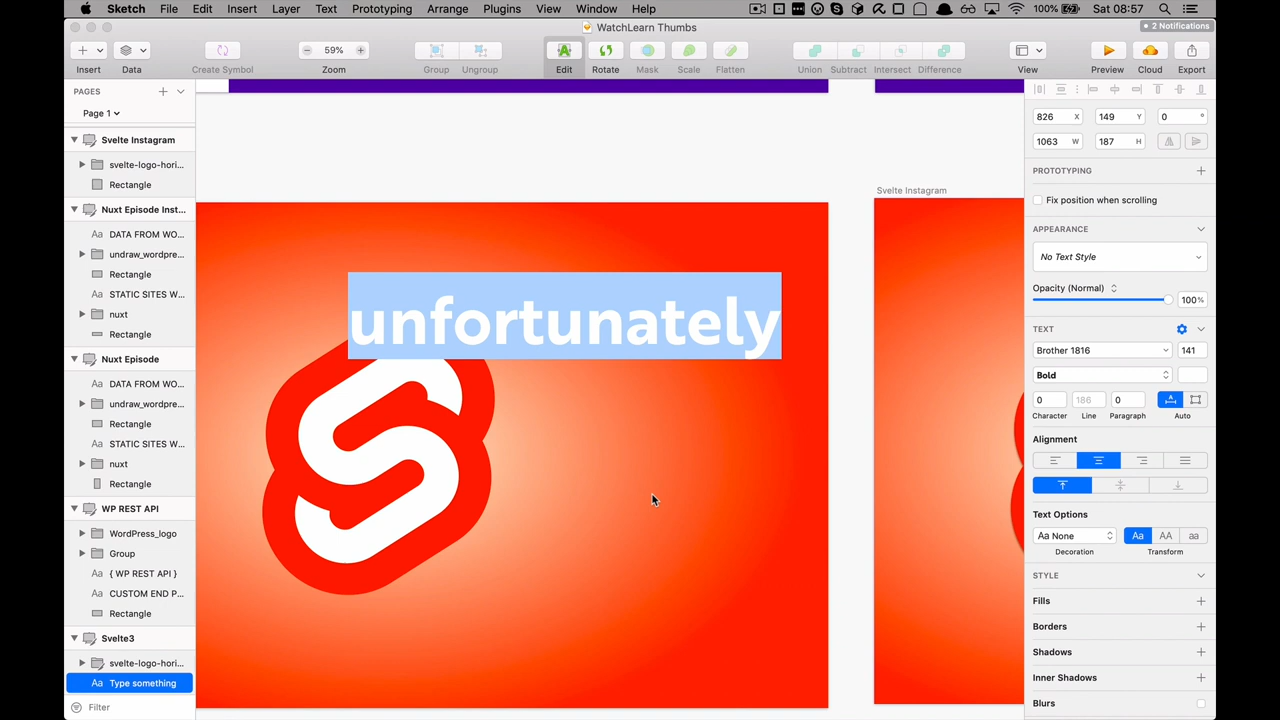 Sketch File Edit Insert Layer Text Prototyping Arrange Plugins View Window Help 100% Sat 08:57
WatchLearn Thumbs
2 Notifications
59%
Insert Data Create Symbol Zoom Group Ungroup Edit Rotate Mask Scale Flatten Union Subtract Intersect Difference View Preview Cloud Export
PAGES
Page 1
Svelte Instagram
svelte-logo-hori...
Rectangle
Nuxt Episode Inst...
Aa DATA FROM WO...
undraw_wordpre...
Rectangle
Aa STATIC SITES W...
nuxt
Rectangle
Nuxt Episode
Aa DATA FROM WO...
undraw_wordpre...
Rectangle
Aa STATIC SITES W...
nuxt
Rectangle
WP REST API
WordPress_logo
Group
Aa { WP REST API }
Aa CUSTOM END P...
Rectangle
Svelte3
svelte-logo-hori...
Aa Type something
Filter
Svelte Instagram
unfortunately
826 X 149 Y 0 °
1063 W 187 H
PROTOTYPING
Fix position when scrolling
APPEARANCE
No Text Style
Opacity (Normal)
100%
TEXT
Brother 1816 141
Bold
0 186 0
Character Line Paragraph Auto
Alignment
Text Options
Aa None Aa AA aa
Decoration Transform
STYLE
Fills
Borders
Shadows
Inner Shadows
Blurs